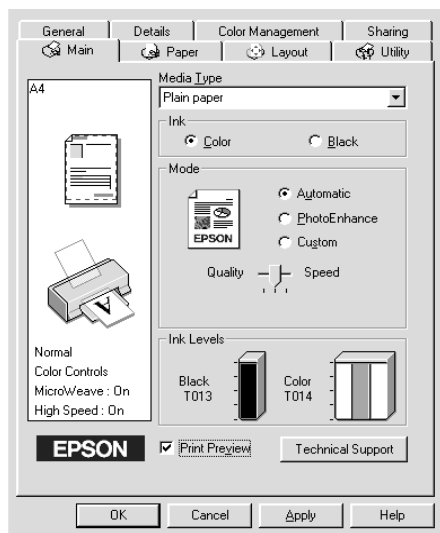 General Details Color Management Sharing
Main Paper Layout Utility
A4
Media Type
Plain paper
Ink
Color Black
Mode
EPSON
Automatic
PhotoEnhance
Custom
Quality Speed
Normal
Color Controls
MicroWeave : On
High Speed : On
Ink Levels
Black
T013
Color
T014
EPSON
Print Preview
Technical Support
OK Cancel Apply Help